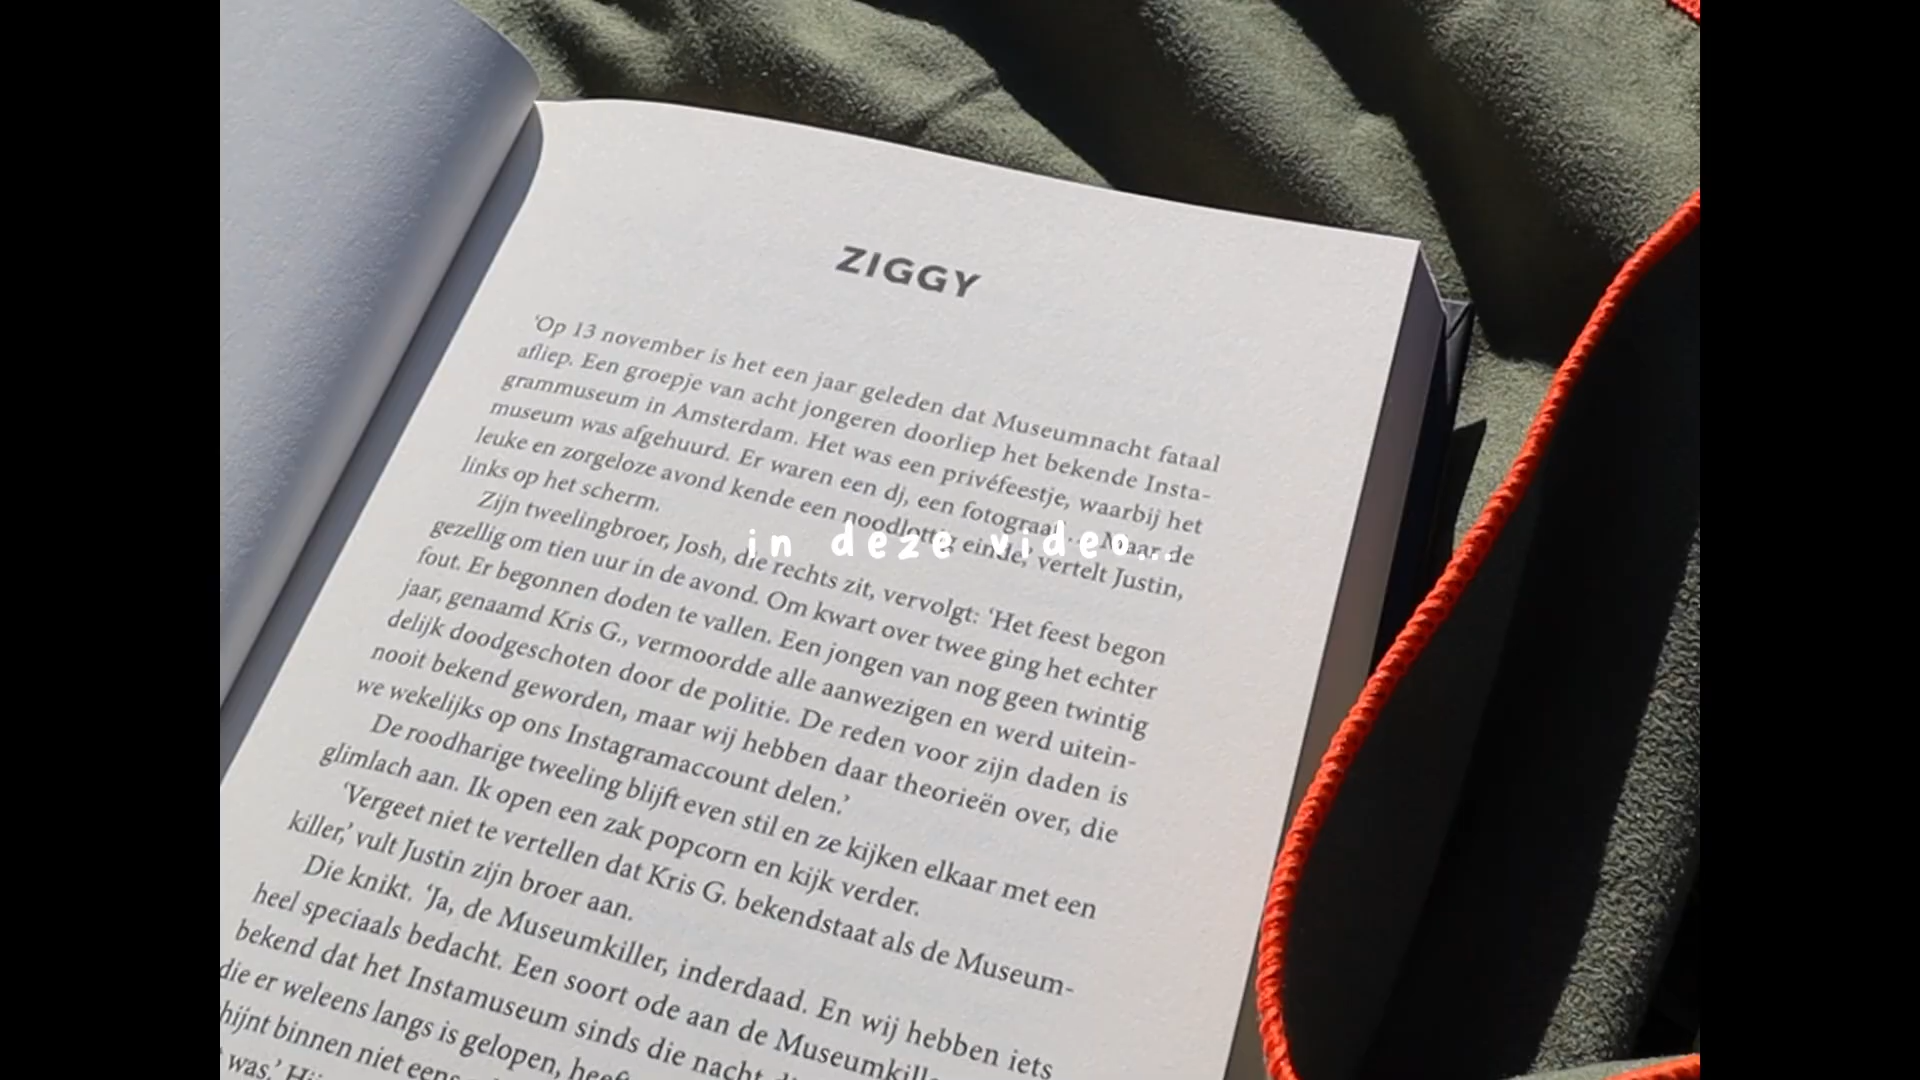 ZIGGY
‘Op 13 november is het een jaar geleden dat Museumnacht fataal
afliep. Een groepje van acht jongeren doorliep het bekende Insta-
grammuseum in Amsterdam. Het was een privéfeestje, waarbij het
museum was afgehuurd. Er waren een dj, een fotograaf... Maar de
leuke en zorgeloze avond kende een noodlottig einde, vertelt Justin,
links op het scherm.
in deze video...
Zijn tweelingbroer, Josh, die rechts zit, vervolgt: ‘Het feest begon
gezellig om tien uur in de avond. Om kwart over twee ging het echter
fout. Er begonnen doden te vallen. Een jongen van nog geen twintig
jaar, genaamd Kris G., vermoordde alle aanwezigen en werd uitein-
delijk doodgeschoten door de politie. De reden voor zijn daden is
nooit bekend geworden, maar wij hebben daar theorieën over, die
we wekelijks op ons Instagramaccount delen.’
De roodharige tweeling blijft even stil en ze kijken elkaar met een
glimlach aan. Ik open een zak popcorn en kijk verder.
‘Vergeet niet te vertellen dat Kris G. bekendstaat als de Museum-
killer,’ vult Justin zijn broer aan.
Die knikt. ‘Ja, de Museumkiller, inderdaad. En wij hebben iets
heel speciaals bedacht. Een soort ode aan de Museumkille
bekend dat het Instamuseum sinds die nacht di
die er weleens langs is gelopen, heef
hijnt binnen niet eens
was.’ Hij